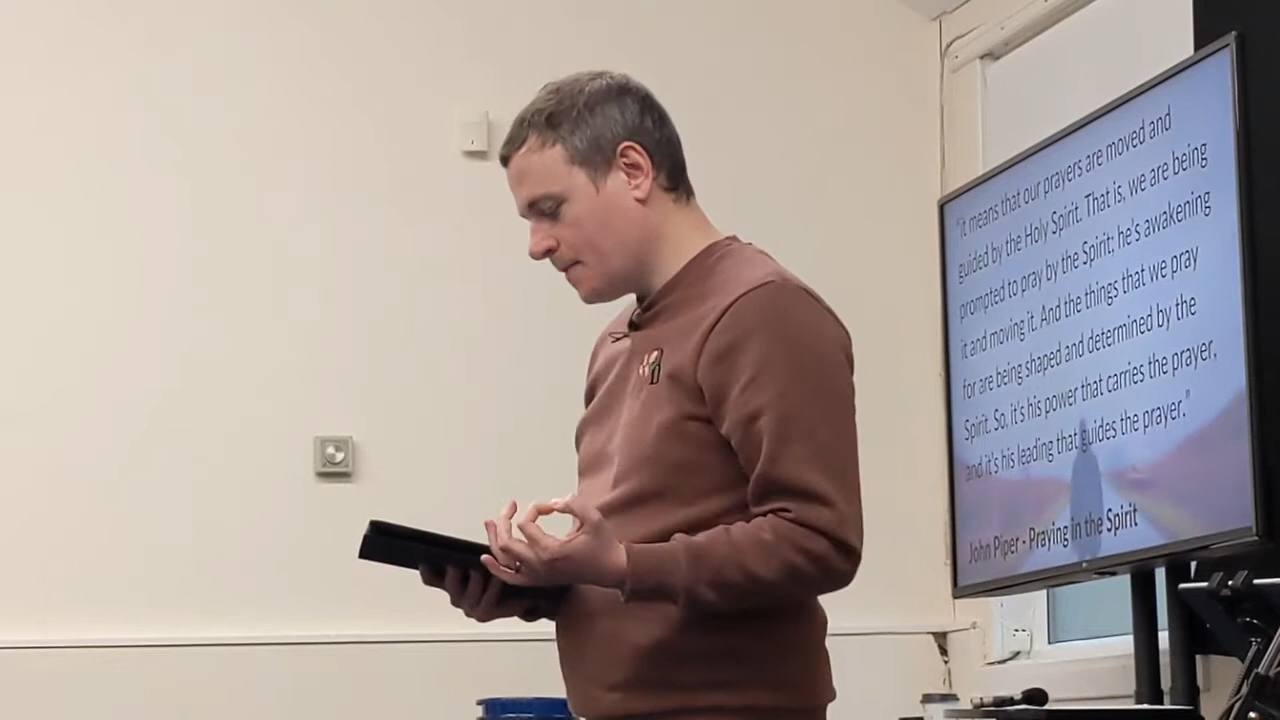 "it means that our prayers are moved and
guided by the Holy Spirit. That is, we are being
prompted to pray by the Spirit; he's awakening
it and moving it. And the things that we pray
for are being shaped and determined by the
Spirit. So, it's his power that carries the prayer,
and it's his leading that guides the prayer."
John Piper - Praying in the Spirit